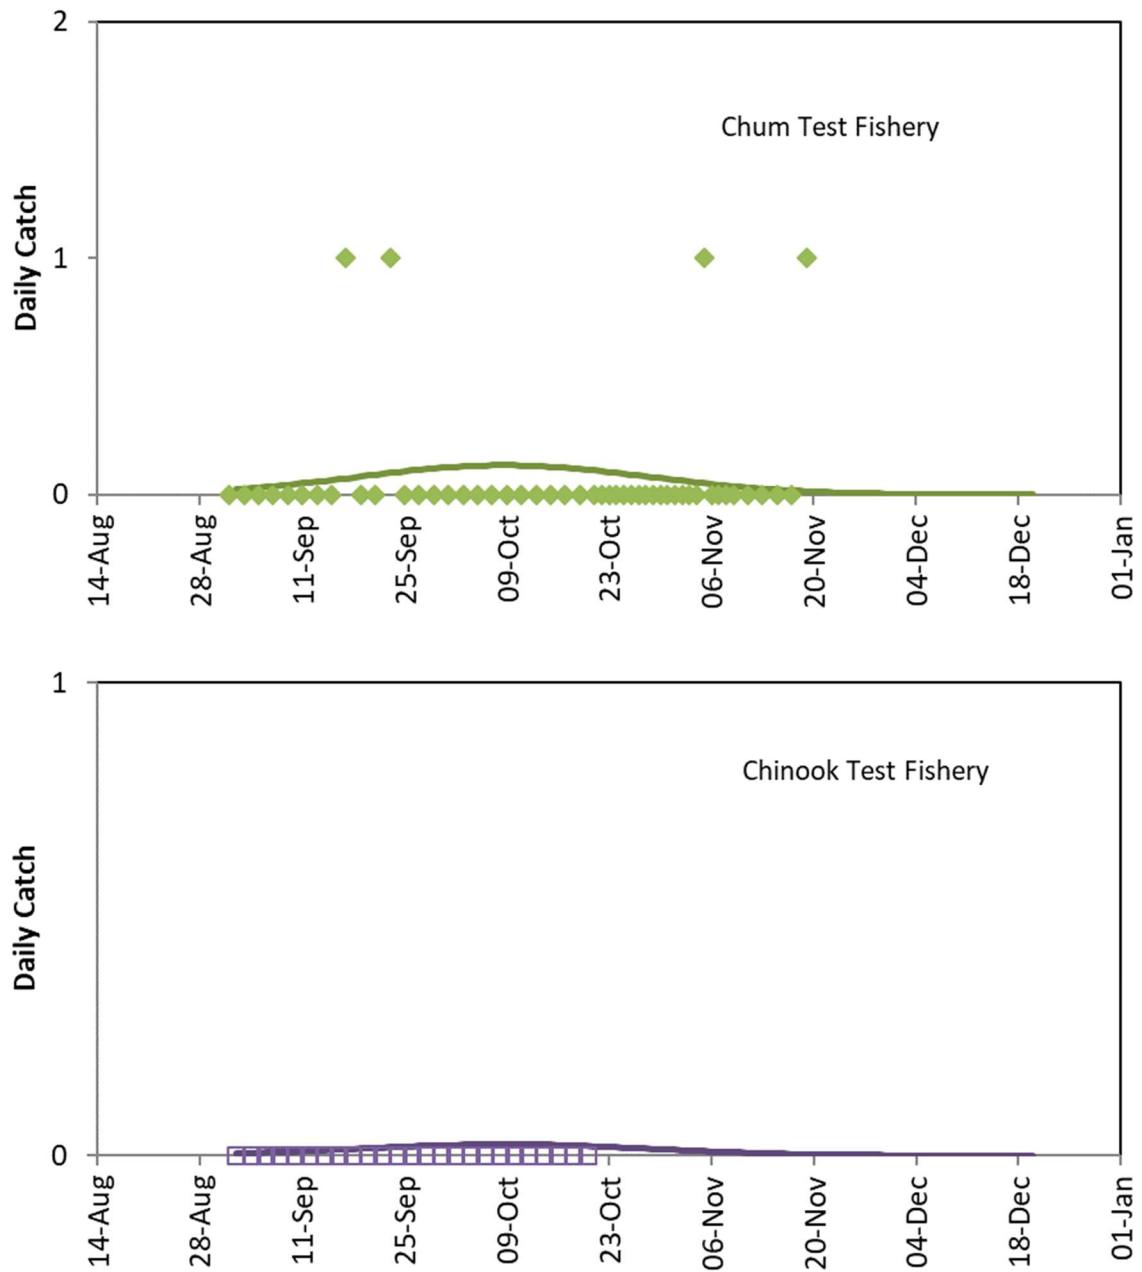 2
Chum Test Fishery
Daily Catch
1
0
14-Aug
28-Aug
11-Sep
25-Sep
09-Oct
23-Oct
06-Nov
20-Nov
04-Dec
18-Dec
01-Jan
1
Chinook Test Fishery
Daily Catch
0
14-Aug
28-Aug
11-Sep
25-Sep
09-Oct
23-Oct
06-Nov
20-Nov
04-Dec
18-Dec
01-Jan